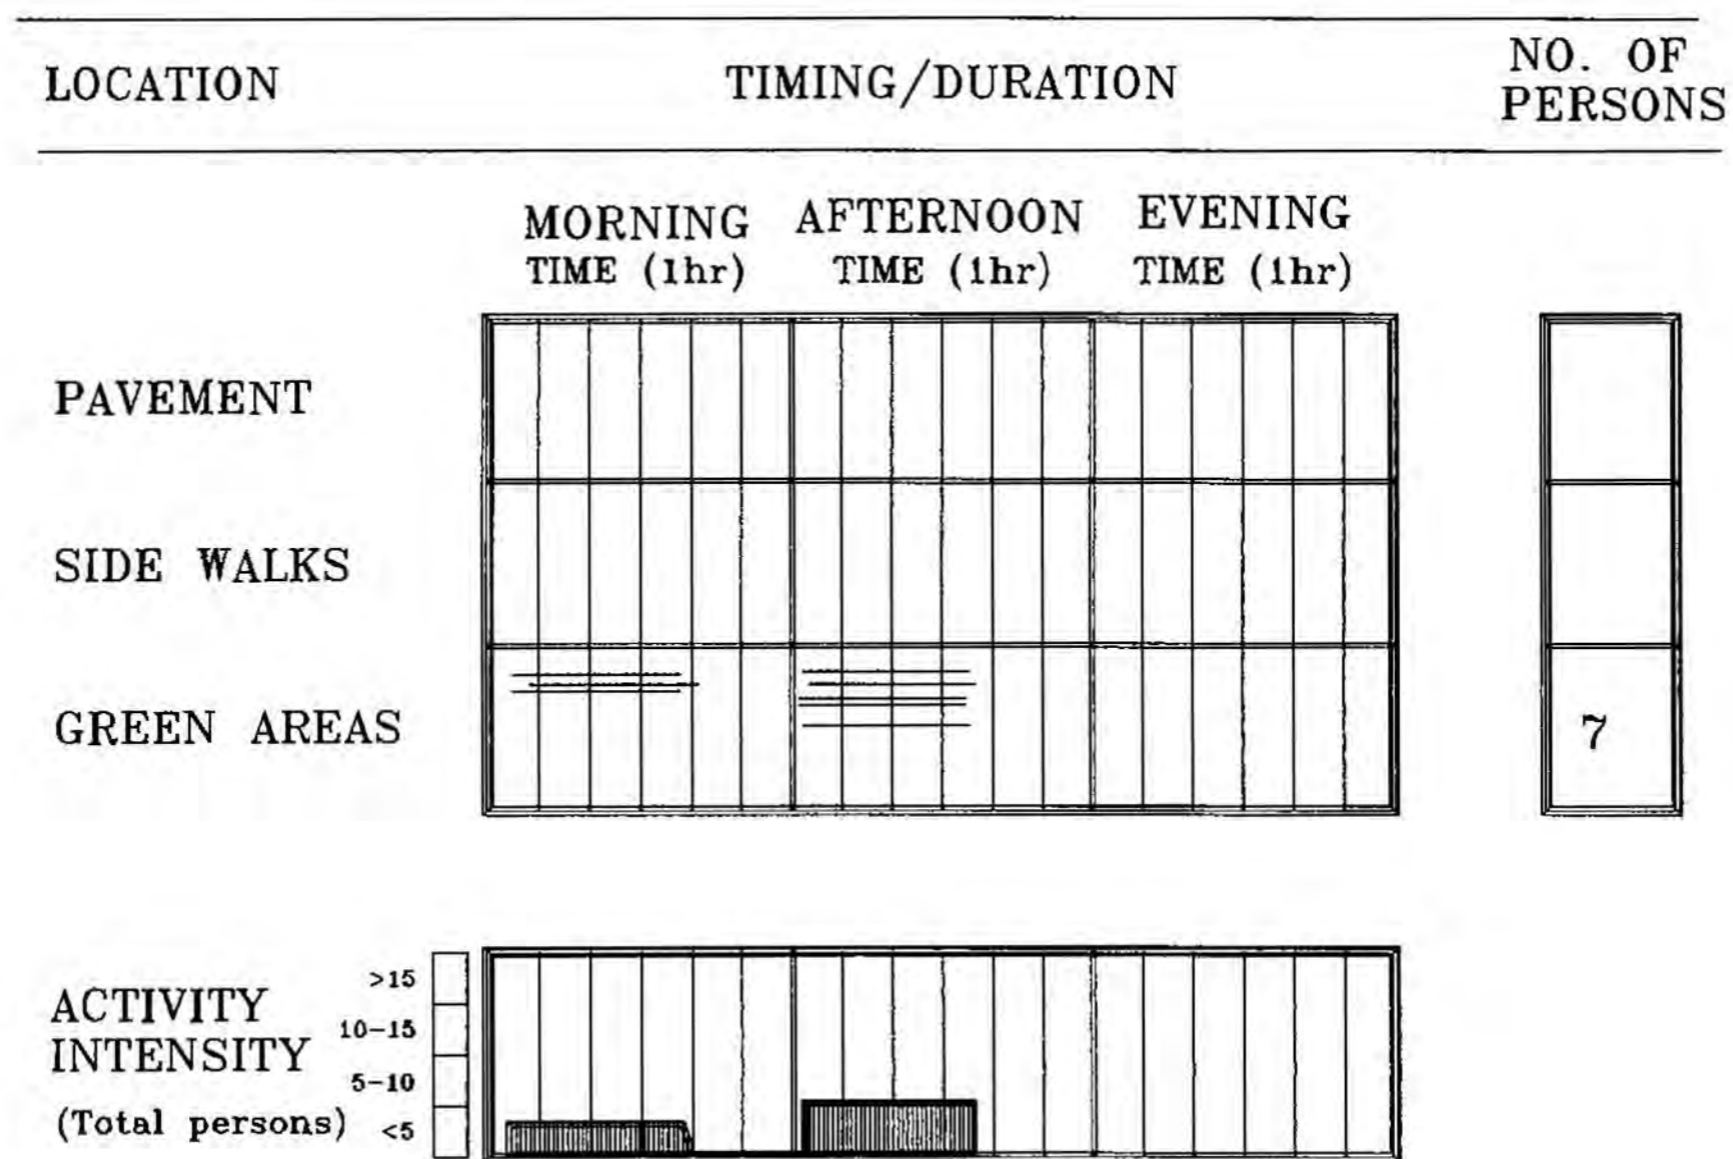 LOCATION TIMING/DURATION NO. OF PERSONS
MORNING AFTERNOON EVENING
TIME (1hr) TIME (1hr) TIME (1hr)
PAVEMENT
SIDE WALKS
GREEN AREAS 7
ACTIVITY INTENSITY
(Total persons)
>15
10-15
5-10
<5